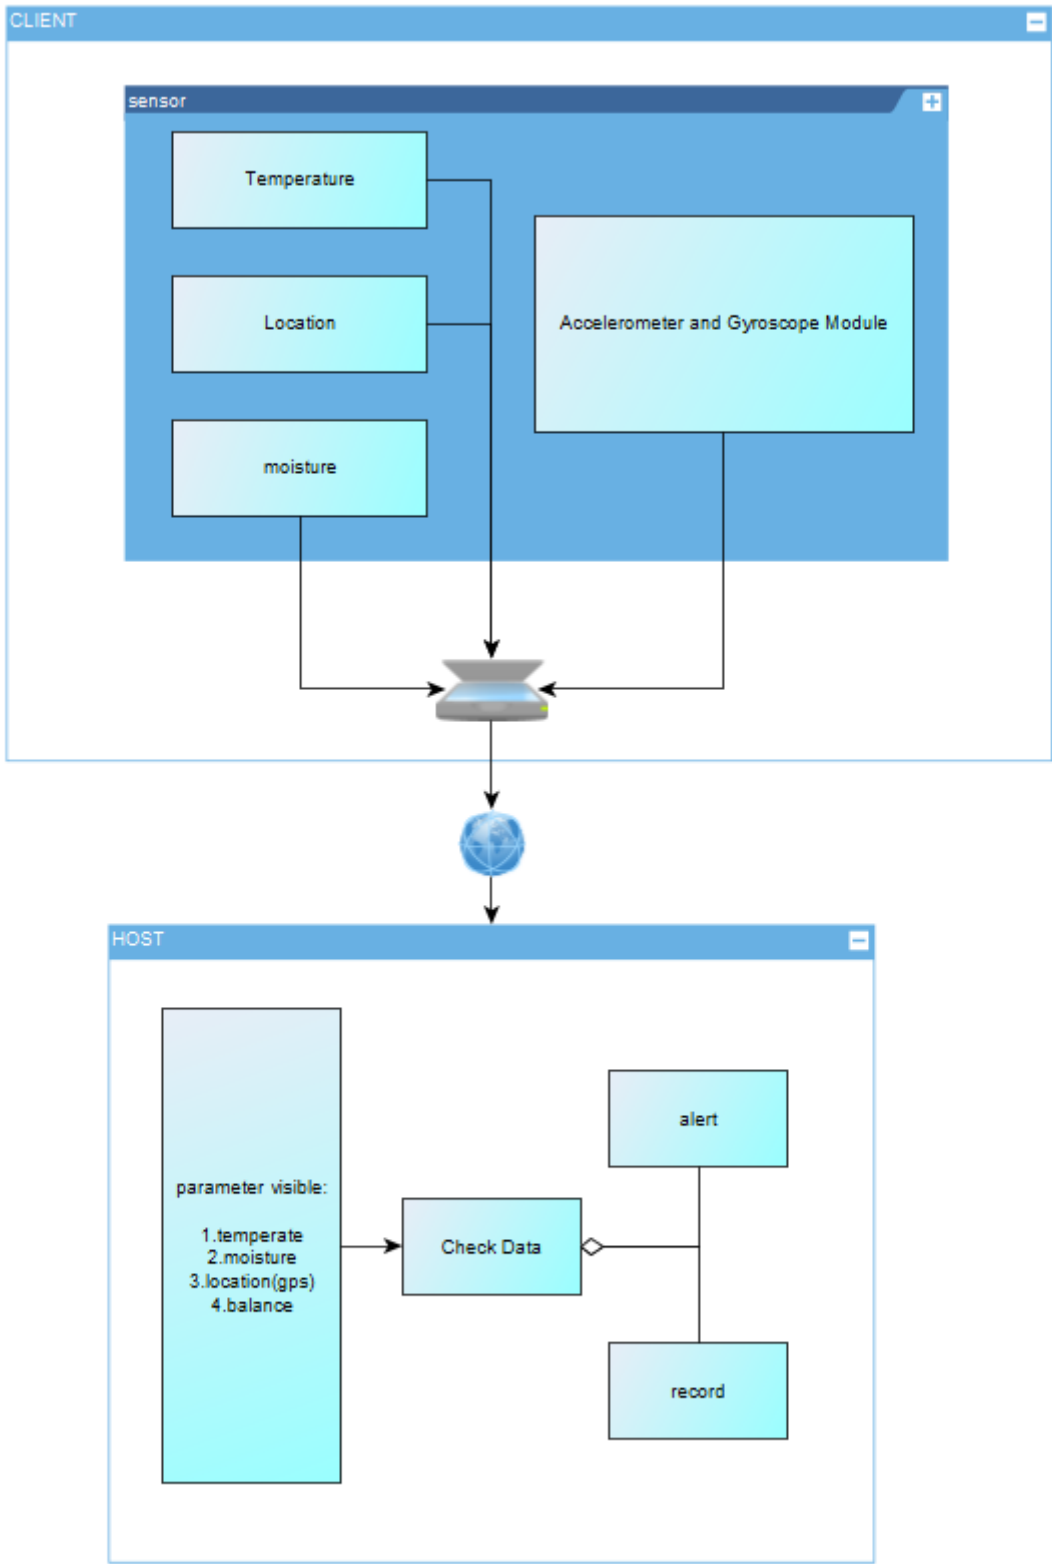 CLIENT
sensor
Temperature
Location
Accelerometer and Gyroscope Module
moisture
HOST
parameter visible:
1.temperate
2.moisture
3.location(gps)
4.balance
Check Data
alert
record